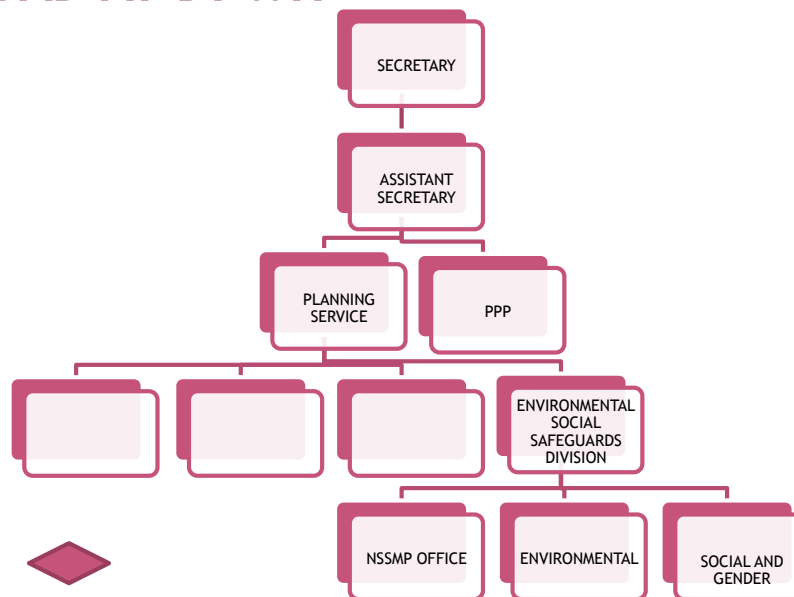 SECRETARY
ASSISTANT
SECRETARY
PLANNING
SERVICE
PPP
ENVIRONMENTAL
SOCIAL
SAFEGUARDS
DIVISION
NSSMP OFFICE
ENVIRONMENTAL
SOCIAL AND
GENDER